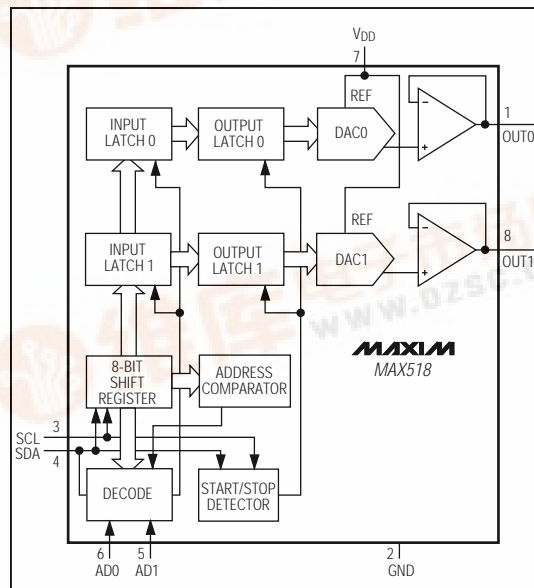 VDD
7
REF
INPUT
LATCH 0
OUTPUT
LATCH 0
DAC0
1
OUT0
REF
INPUT
LATCH 1
OUTPUT
LATCH 1
DAC1
8
OUT1
MAXIM
MAX518
8-BIT
SHIFT
REGISTER
ADDRESS
COMPARATOR
3
SCL
SDA
4
DECODE
START/STOP
DETECTOR
6
AD0
5
AD1
2
GND
WWW.DZSC.C